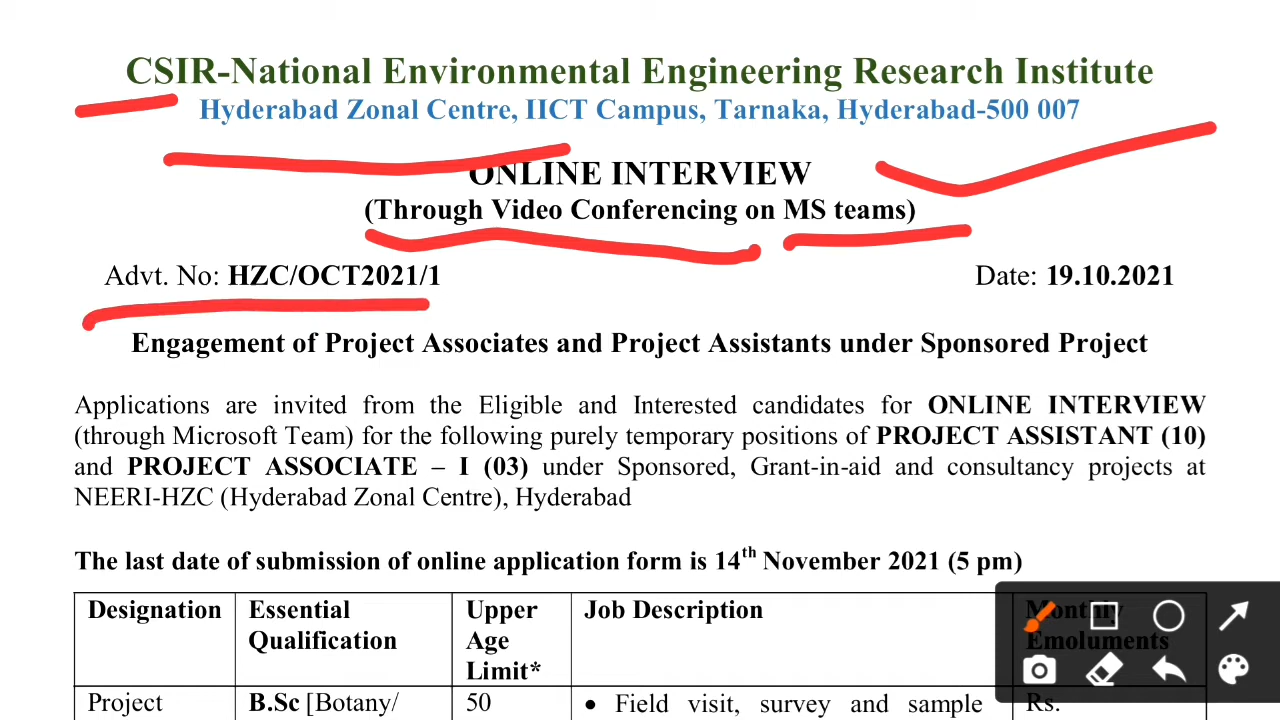 CSIR-National Environmental Engineering Research Institute
Hyderabad Zonal Centre, IICT Campus, Tarnaka, Hyderabad-500 007
ONLINE INTERVIEW
(Through Video Conferencing on MS teams)
Advt. No: HZC/OCT2021/1 Date: 19.10.2021
Engagement of Project Associates and Project Assistants under Sponsored Project
Applications are invited from the Eligible and Interested candidates for ONLINE INTERVIEW
(through Microsoft Team) for the following purely temporary positions of PROJECT ASSISTANT (10)
and PROJECT ASSOCIATE – I (03) under Sponsored, Grant-in-aid and consultancy projects at
NEERI-HZC (Hyderabad Zonal Centre), Hyderabad
The last date of submission of online application form is 14th November 2021 (5 pm)
Designation
Essential
Qualification
Upper
Age
Limit*
Job Description
Monthly
Emoluments
Project
B.Sc [Botany/
50
• Field visit, survey and sample
Rs.